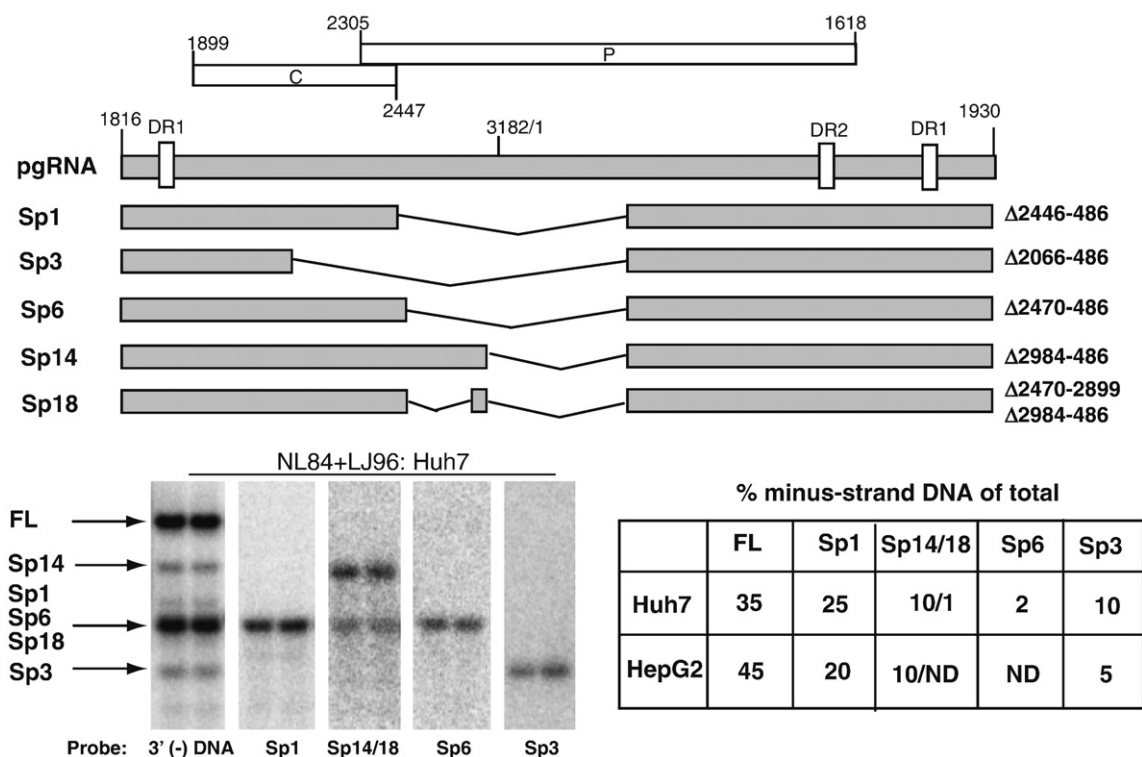 2305 1618
1899 P
C
2447
1816 DR1 3182/1 DR2 DR1 1930
pgRNA
Sp1 Δ2446-486
Sp3 Δ2066-486
Sp6 Δ2470-486
Sp14 Δ2984-486
Sp18 Δ2470-2899
Δ2984-486
NL84+LJ96: Huh7
FL
Sp14
Sp1
Sp6
Sp18
Sp3
Probe: 3' (-) DNA Sp1 Sp14/18 Sp6 Sp3
% minus-strand DNA of total
FL Sp1 Sp14/18 Sp6 Sp3
Huh7 35 25 10/1 2 10
HepG2 45 20 10/ND ND 5